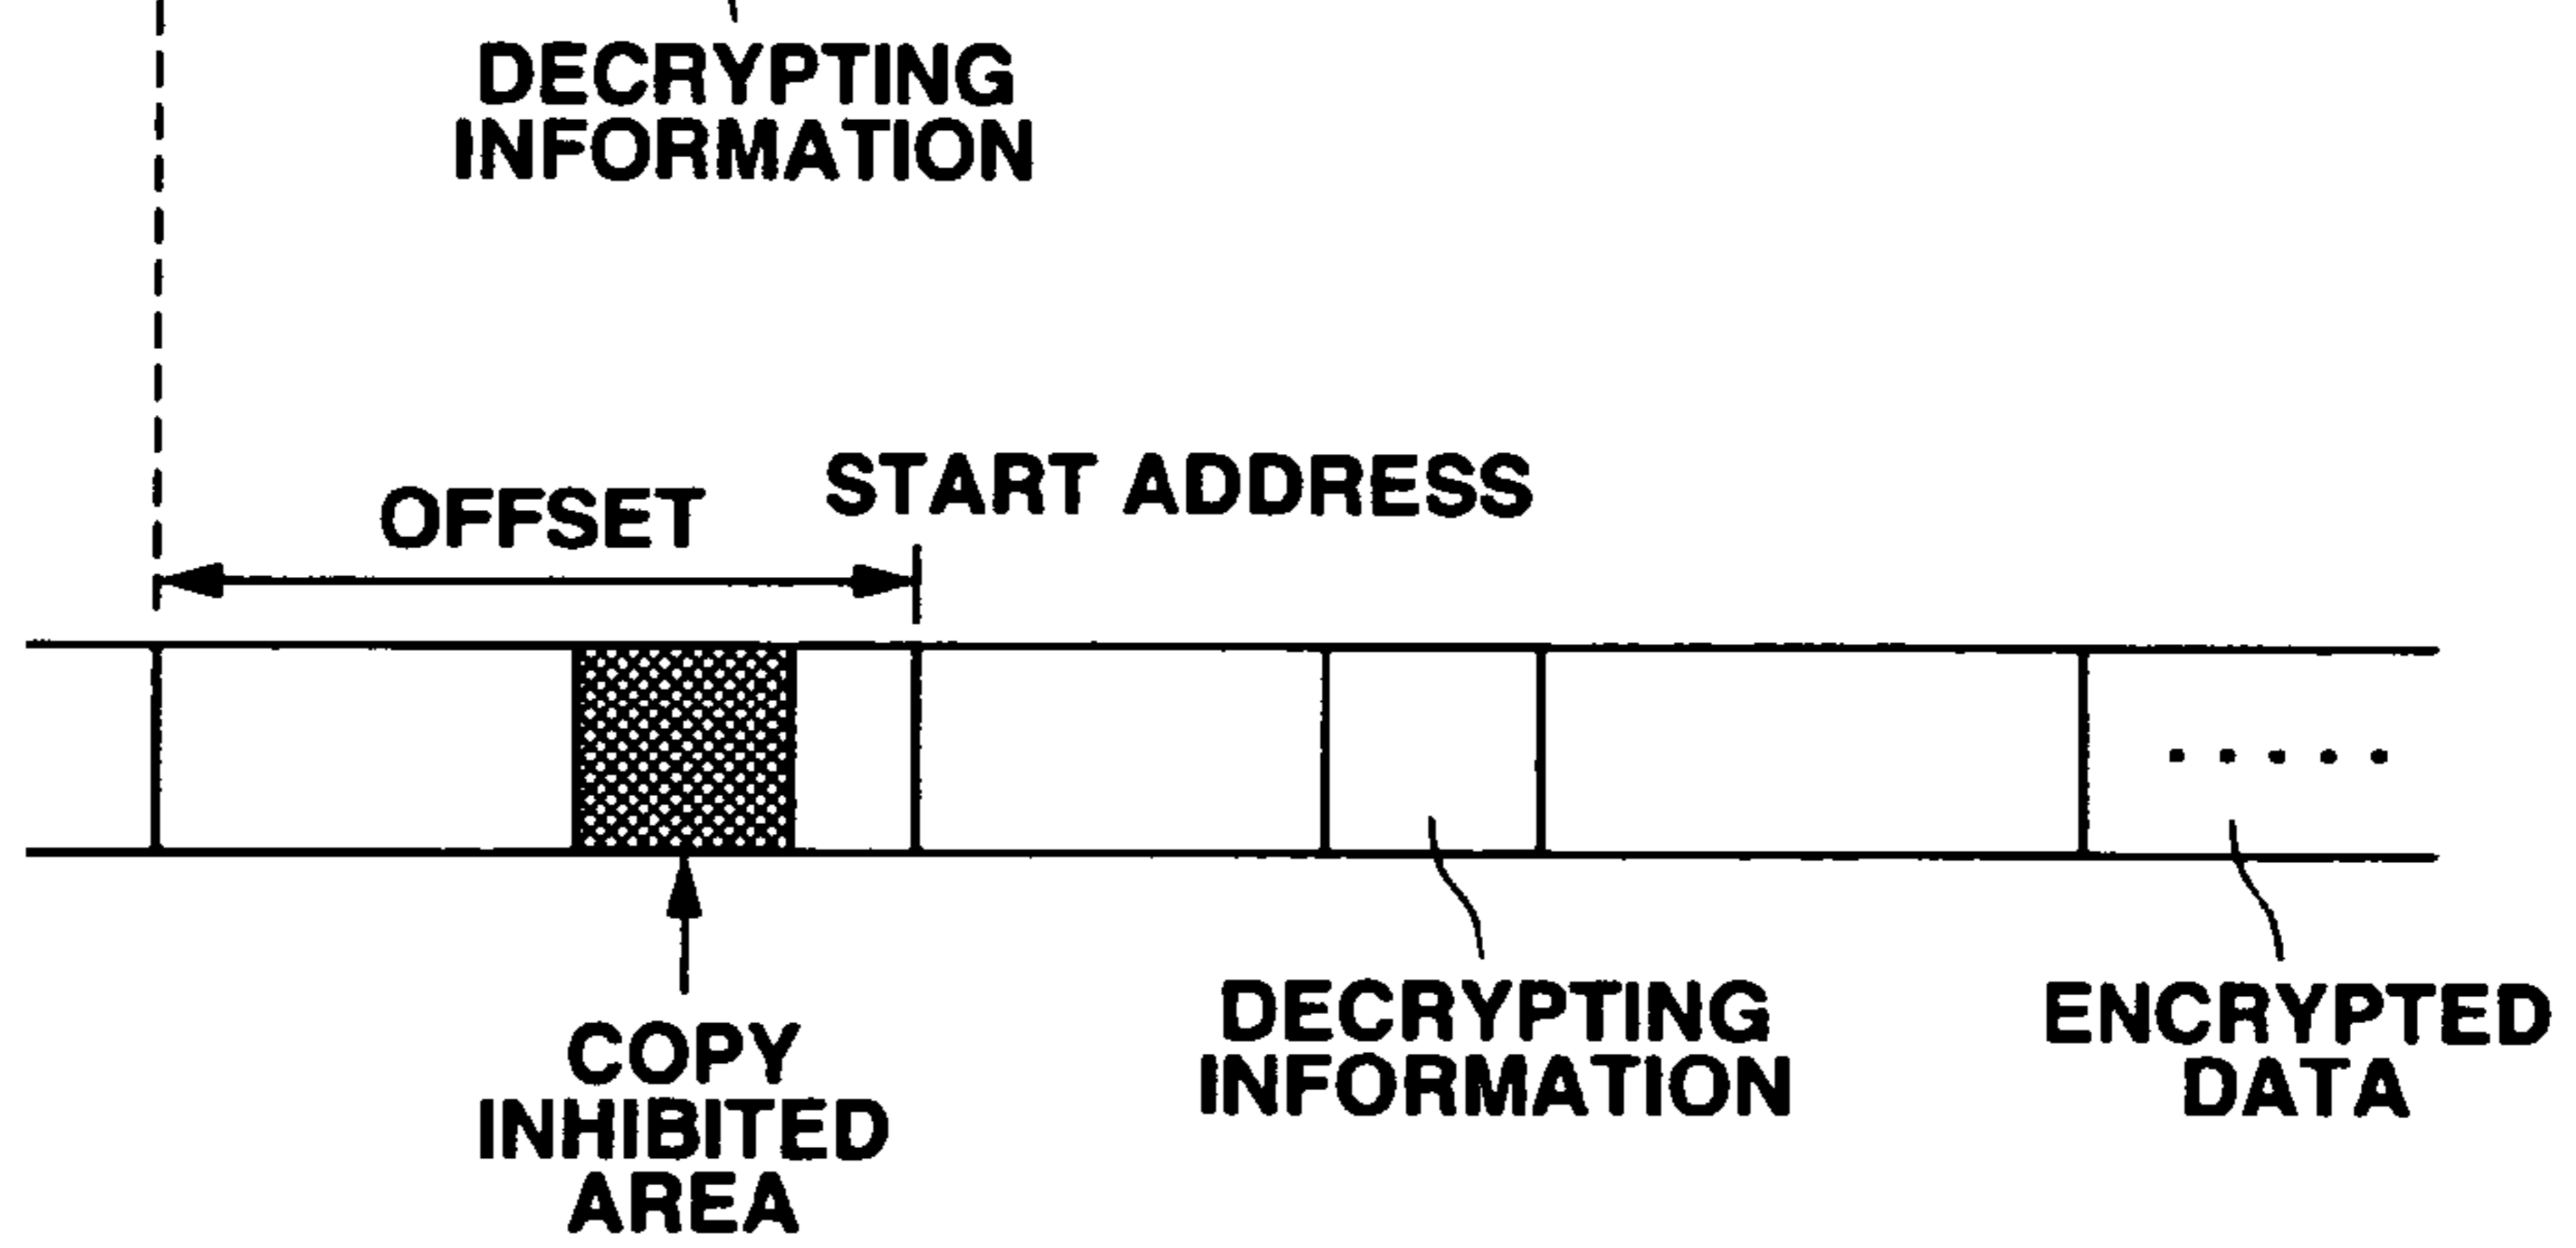 DECRYPTING
INFORMATION
OFFSET
START ADDRESS
COPY
INHIBITED
AREA
DECRYPTING
INFORMATION
ENCRYPTED
DATA